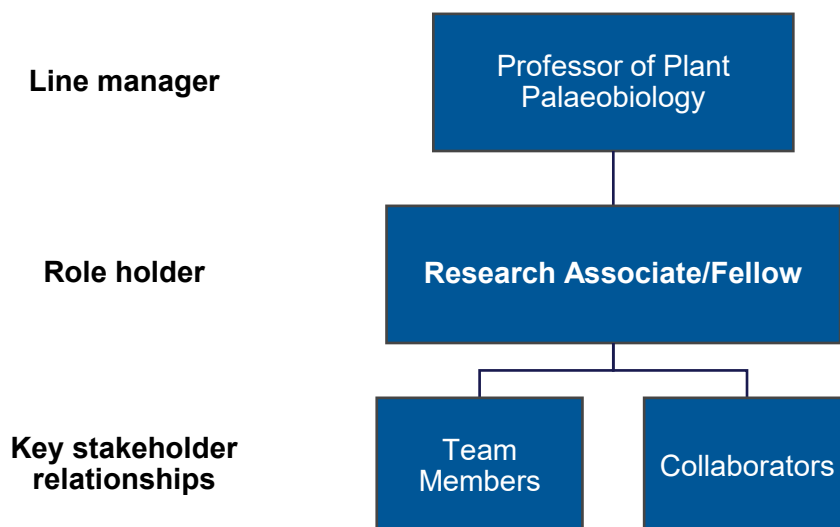 Line manager
Professor of Plant
Palaeobiology
Role holder
Research Associate/Fellow
Key stakeholder
relationships
Team
Members
Collaborators